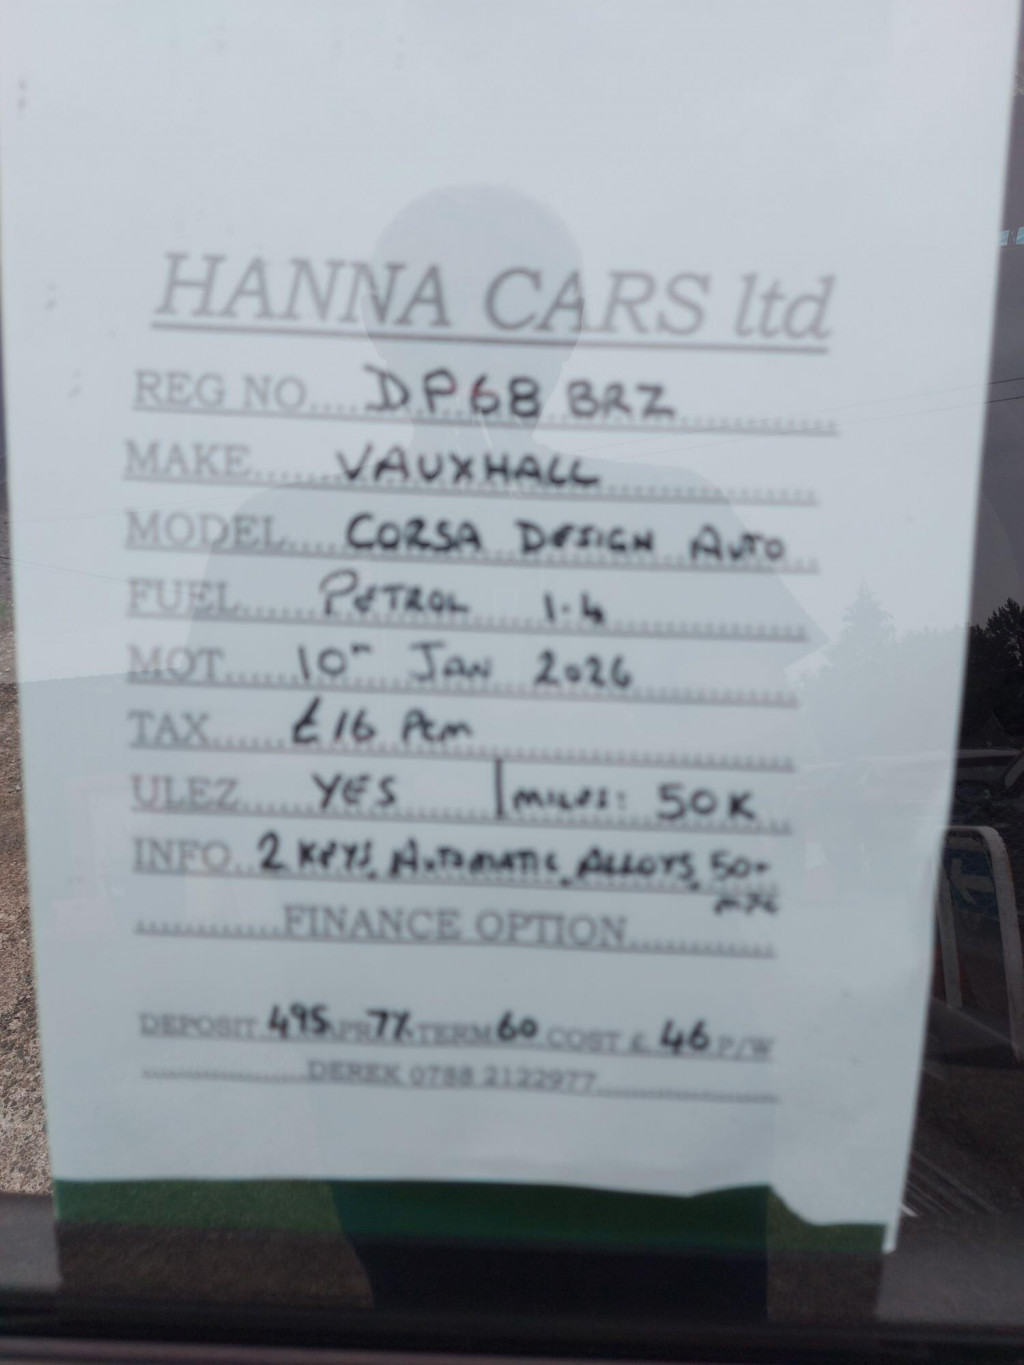 HANNA CARS ltd
REG NO....DP68 BRZ..............
MAKE......VAUXHALL..............
MODEL....CORSA DESIGN AUTO...
FUEL......PETROL 1.4..............
MOT......10TH JAN 2026..............
TAX......£16 PCM..............
ULEZ.....YES ....|MILES: 50K...
INFO..2 KEYS, AUTOMATIC, ALLOYS, 50+
............FINANCE OPTION............
DEPOSIT 495 APR 7% TERM 60 COST £ 46 P/W
............DEREK 0788 2122977............